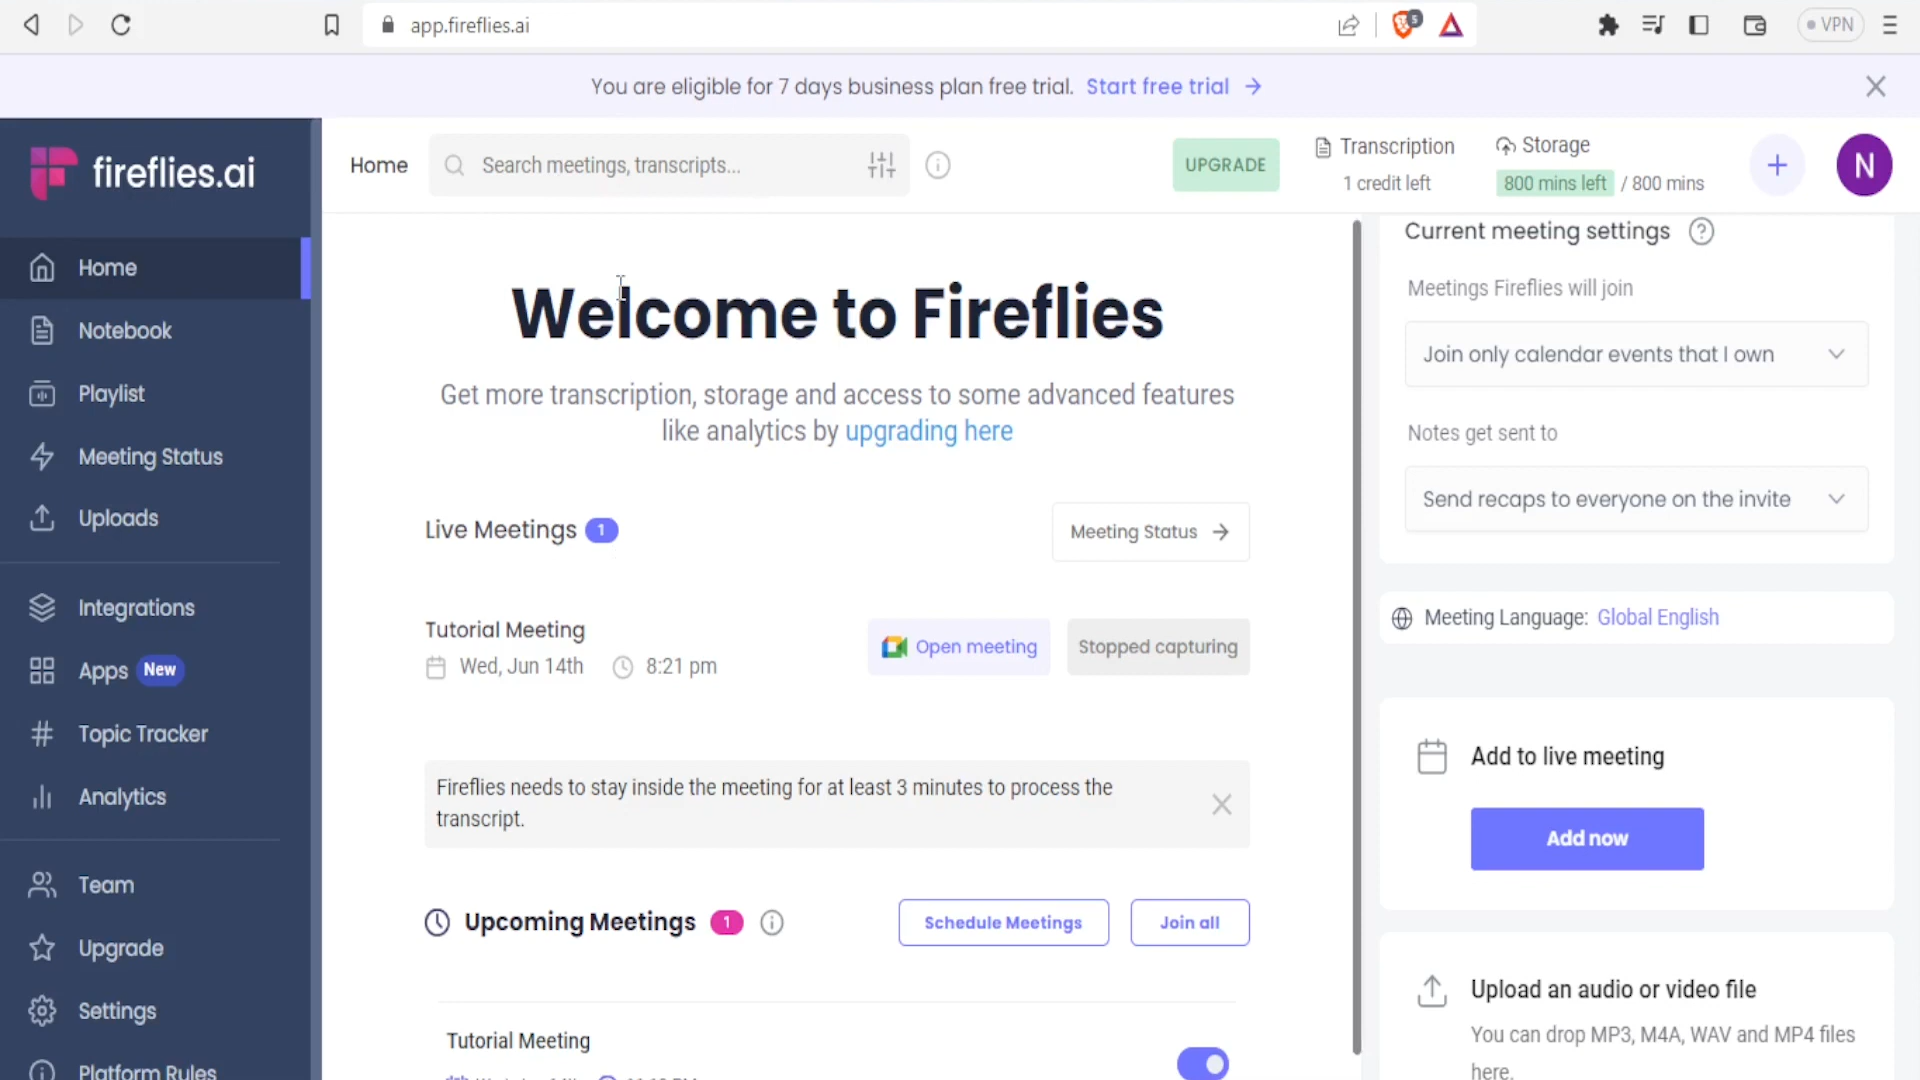 app.fireflies.ai
5
VPN
You are eligible for 7 days business plan free trial. Start free trial →
fireflies.ai
Home
Search meetings, transcripts...
UPGRADE
Transcription
1 credit left
Storage
800 mins left / 800 mins
N
Home
Notebook
Playlist
Meeting Status
Uploads
Integrations
Apps New
Topic Tracker
Analytics
Team
Upgrade
Settings
Platform Rules
Welcome to Fireflies
Get more transcription, storage and access to some advanced features
like analytics by upgrading here
Live Meetings 1
Meeting Status →
Tutorial Meeting
Wed, Jun 14th 8:21 pm
Open meeting
Stopped capturing
Fireflies needs to stay inside the meeting for at least 3 minutes to process the
transcript.
Upcoming Meetings 1
Schedule Meetings
Join all
Tutorial Meeting
Current meeting settings
Meetings Fireflies will join
Join only calendar events that I own
Notes get sent to
Send recaps to everyone on the invite
Meeting Language: Global English
Add to live meeting
Add now
Upload an audio or video file
You can drop MP3, M4A, WAV and MP4 files
here.